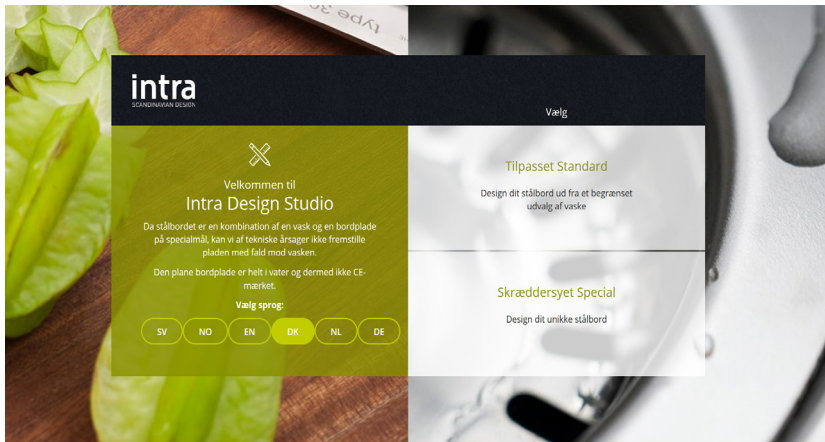 type 304
intra
SCANDINAVIAN DESIGN
Vælg
Velkommen til
Intra Design Studio
Da stålbordet er en kombination af en vask og en bordplade
på specialmål, kan vi af tekniske årsager ikke fremstille
pladen med fald mod vasken.
Den plane bordplade er helt i vater og dermed ikke CE-
mærket.
Vælg sprog:
SV NO EN DK NL DE
Tilpasset Standard
Design dit stålbord ud fra et begrænset
udvalg af vaske
Skræddersyet Special
Design dit unikke stålbord